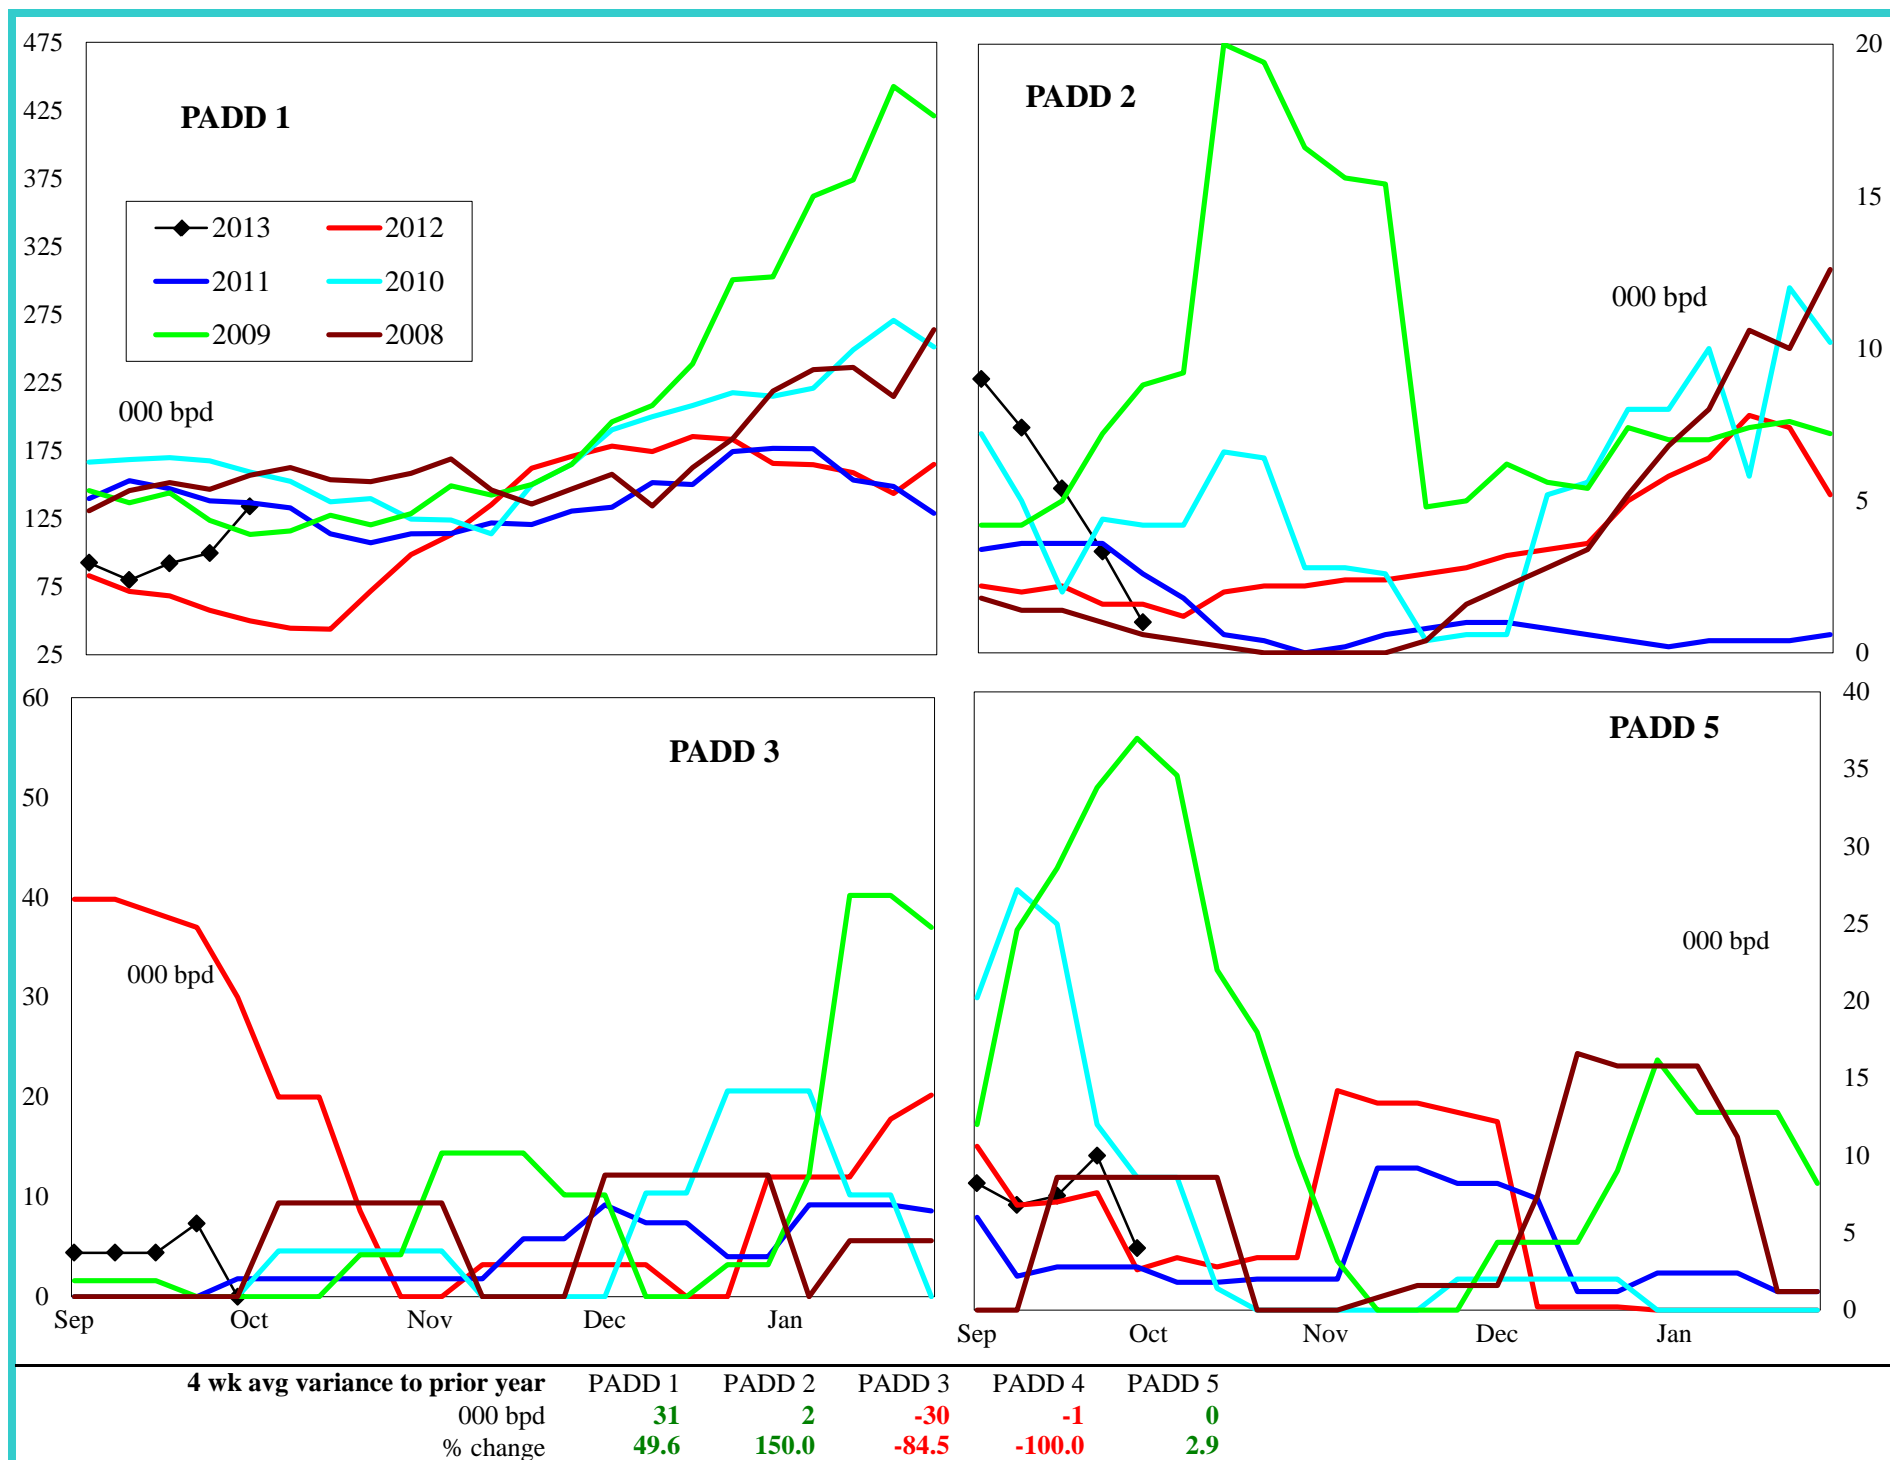 475
425
375
325
275
225
175
125
75
25
PADD 1
2013 2012
2011 2010
2009 2008
000 bpd
PADD 2
000 bpd
20
15
10
5
0
60
50
40
30
20
10
0
PADD 3
000 bpd
Sep Oct Nov Dec Jan
PADD 5
000 bpd
40
35
30
25
20
15
10
5
0
Sep Oct Nov Dec Jan
4 wk avg variance to prior year PADD 1 PADD 2 PADD 3 PADD 4 PADD 5
000 bpd 31 2 -30 -1 0
% change 49.6 150.0 -84.5 -100.0 2.9